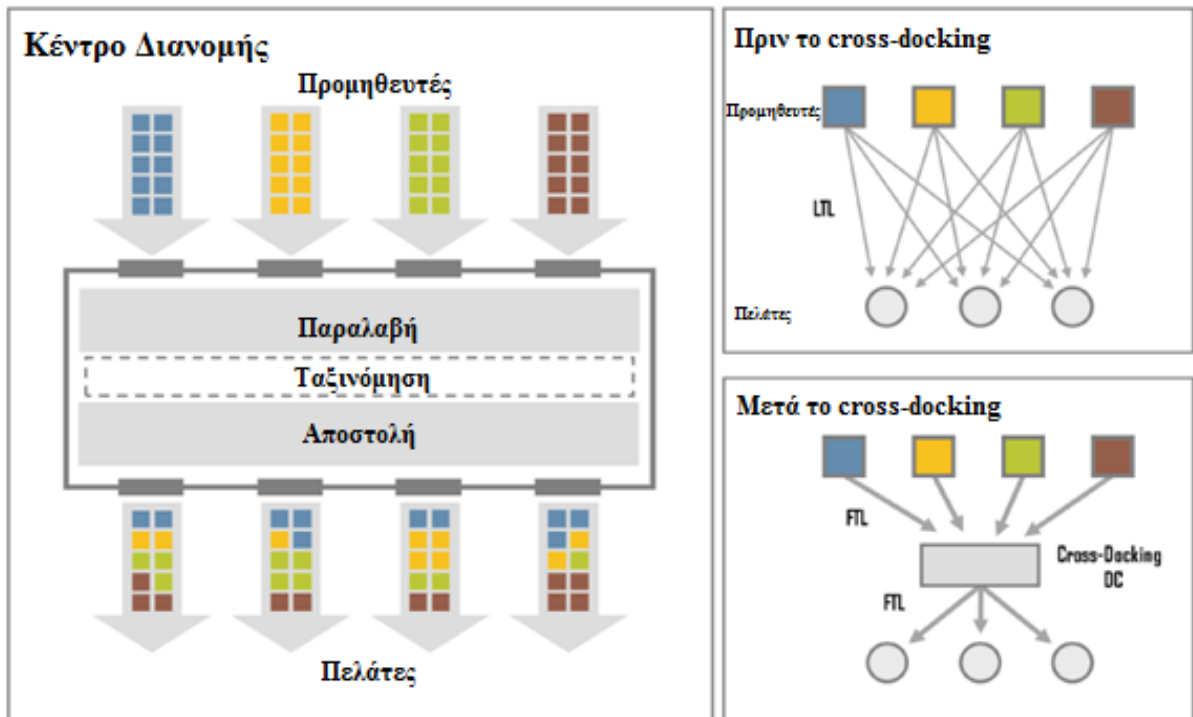 Κέντρο Διανομής
Προμηθευτές
Παραλαβή
Ταξινόμηση
Αποστολή
Πελάτες
Πριν το cross-docking
Προμηθευτές
LTL
Πελάτες
Μετά το cross-docking
FTL
Cross-Docking
DC
FTL